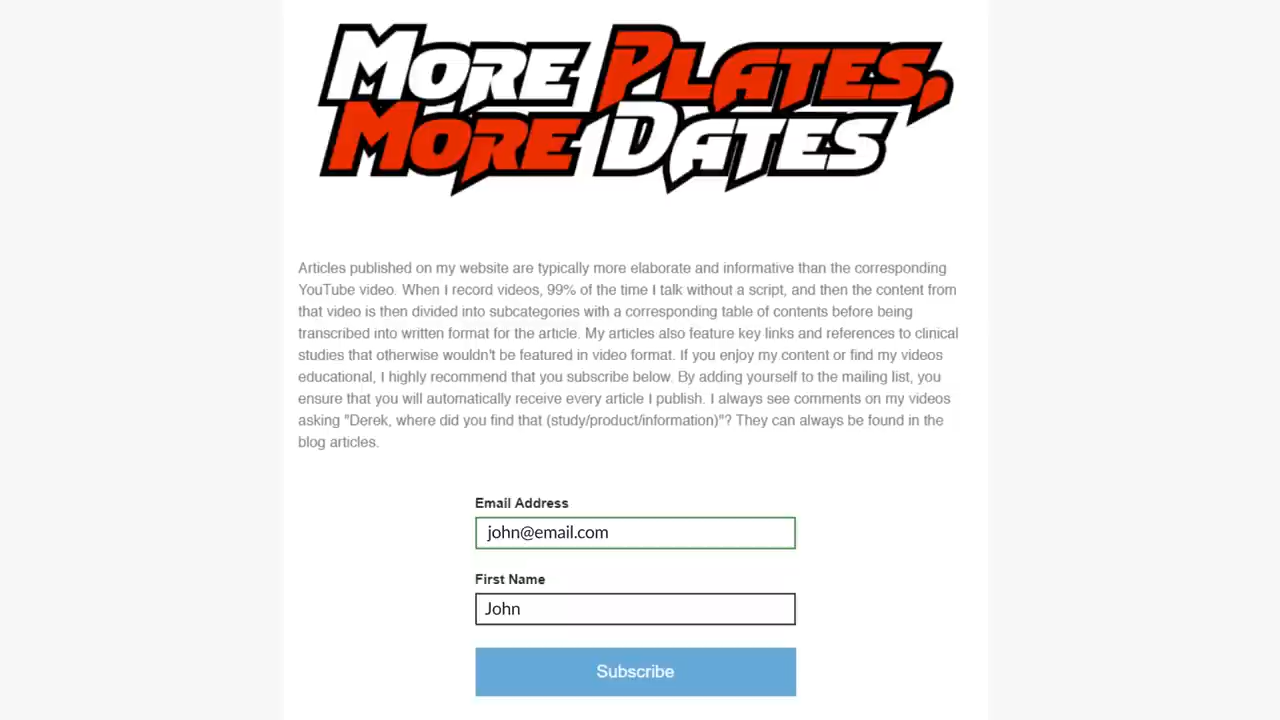 More Plates,
More Dates
Articles published on my website are typically more elaborate and informative than the corresponding
YouTube video. When I record videos, 99% of the time I talk without a script, and then the content from
that video is then divided into subcategories with a corresponding table of contents before being
transcribed into written format for the article. My articles also feature key links and references to clinical
studies that otherwise wouldn't be featured in video format. If you enjoy my content or find my videos
educational, I highly recommend that you subscribe below. By adding yourself to the mailing list, you
ensure that you will automatically receive every article I publish. I always see comments on my videos
asking "Derek, where did you find that (study/product/information)"? They can always be found in the
blog articles.
Email Address
john@email.com
First Name
John
Subscribe